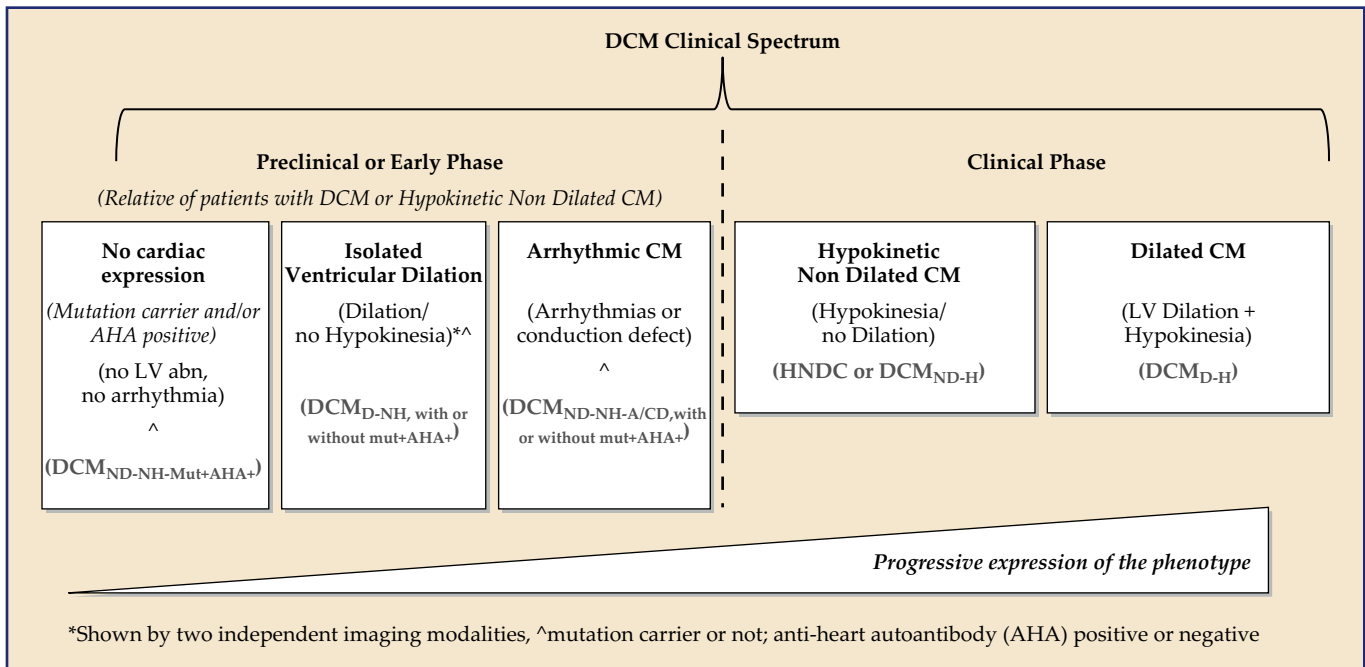 DCM Clinical Spectrum
Preclinical or Early Phase
(Relative of patients with DCM or Hypokinetic Non Dilated CM)
Clinical Phase
No cardiac
expression
(Mutation carrier and/or
AHA positive)
(no LV abn,
no arrhythmia)
^
(DCMND-NH-Mut+AHA+)
Isolated
Ventricular Dilation
(Dilation/
no Hypokinesia)*^
(DCMD-NH, with or
without mut+AHA+)
Arrhythmic CM
(Arrhythmias or
conduction defect)
^
(DCMND-NH-A/CD,with
or without mut+AHA+)
Hypokinetic
Non Dilated CM
(Hypokinesia/
no Dilation)
(HNDC or DCMND-H)
Dilated CM
(LV Dilation +
Hypokinesia)
(DCMD-H)
Progressive expression of the phenotype
*Shown by two independent imaging modalities, ^mutation carrier or not; anti-heart autoantibody (AHA) positive or negative